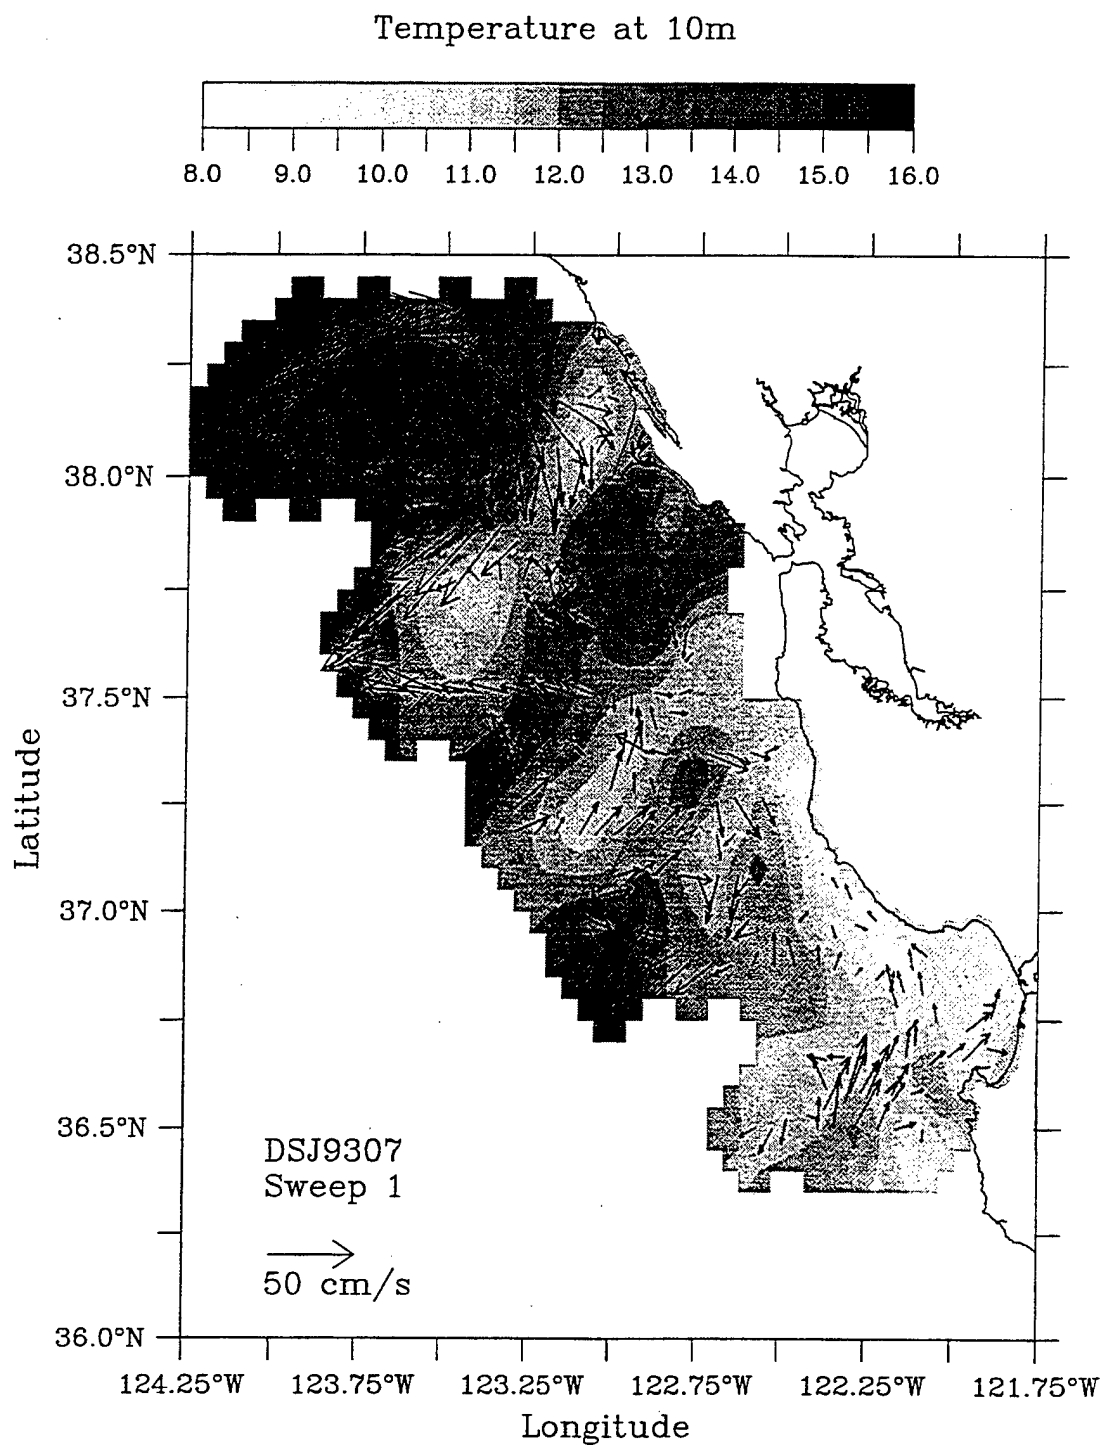 Temperature at 10m
8.0 9.0 10.0 11.0 12.0 13.0 14.0 15.0 16.0
38.5°N
38.0°N
37.5°N
37.0°N
36.5°N
36.0°N
Latitude
DSJ9307
Sweep 1
50 cm/s
124.25°W 123.75°W 123.25°W 122.75°W 122.25°W 121.75°W
Longitude